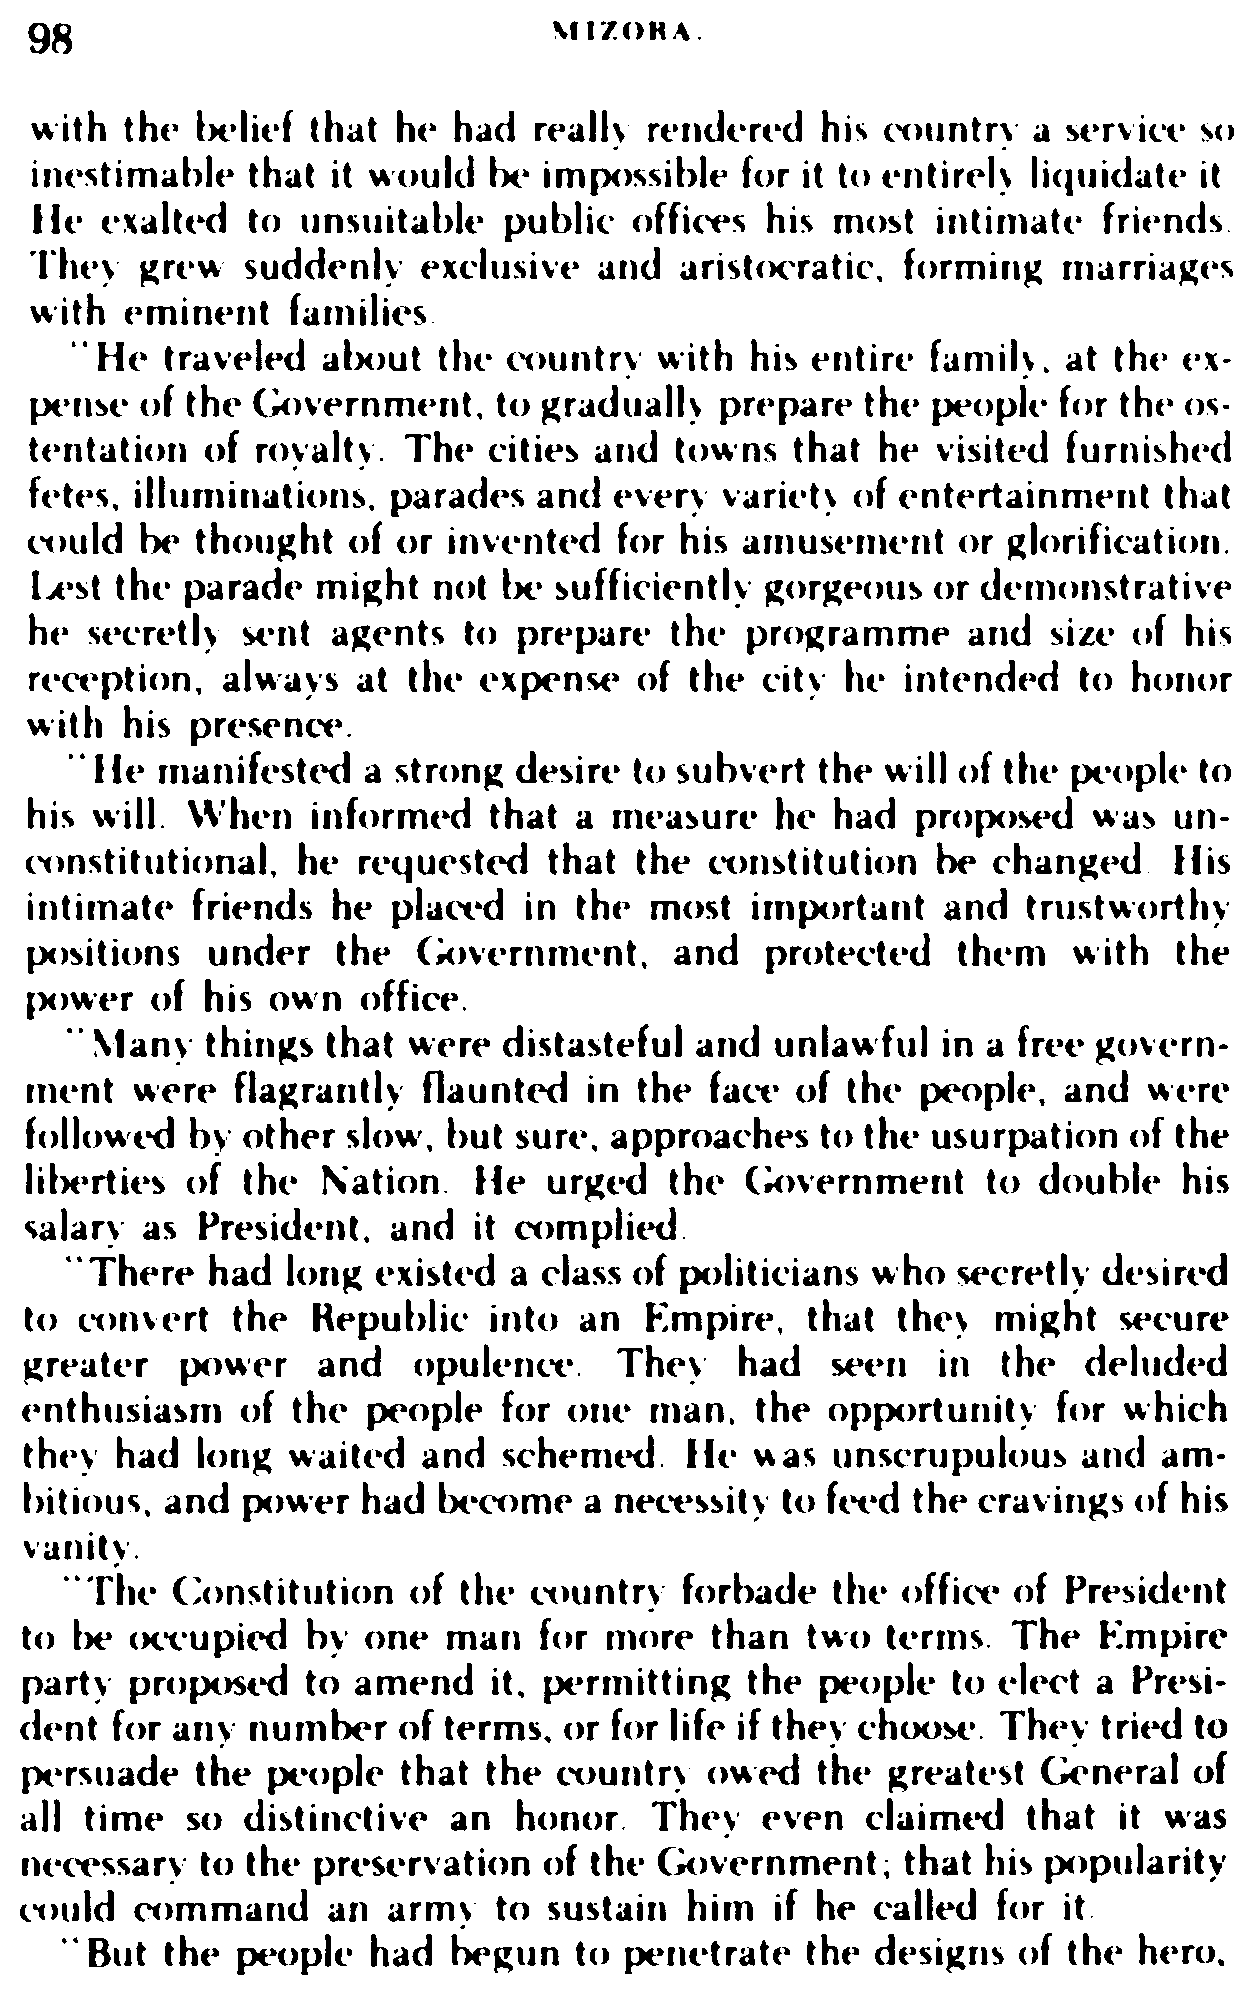 98 MIZORA.
with the belief that he had really rendered his country a service so
inestimable that it would be impossible for it to entirely liquidate it
He exalted to unsuitable public offices his most intimate friends.
They grew suddenly exclusive and aristocratic, forming marriages
with eminent families.
"He traveled about the country with his entire family, at the ex-
pense of the Government, to gradually prepare the people for the os-
tentation of royalty. The cities and towns that he visited furnished
fetes, illuminations, parades and every variety of entertainment that
could be thought of or invented for his amusement or glorification.
Lest the parade might not be sufficiently gorgeous or demonstrative
he secretly sent agents to prepare the programme and size of his
reception, always at the expense of the city he intended to honor
with his presence.
"He manifested a strong desire to subvert the will of the people to
his will. When informed that a measure he had proposed was un-
constitutional, he requested that the constitution be changed. His
intimate friends he placed in the most important and trustworthy
positions under the Government, and protected them with the
power of his own office.
"Many things that were distasteful and unlawful in a free govern-
ment were flagrantly flaunted in the face of the people, and were
followed by other slow, but sure, approaches to the usurpation of the
liberties of the Nation. He urged the Government to double his
salary as President, and it complied.
"There had long existed a class of politicians who secretly desired
to convert the Republic into an Empire, that they might secure
greater power and opulence. They had seen in the deluded
enthusiasm of the people for one man, the opportunity for which
they had long waited and schemed. He was unscrupulous and am-
bitious, and power had become a necessity to feed the cravings of his
vanity.
"The Constitution of the country forbade the office of President
to be occupied by one man for more than two terms. The Empire
party proposed to amend it, permitting the people to elect a Presi-
dent for any number of terms, or for life if they choose. They tried to
persuade the people that the country owed the greatest General of
all time so distinctive an honor. They even claimed that it was
necessary to the preservation of the Government; that his popularity
could command an army to sustain him if he called for it.
"But the people had begun to penetrate the designs of the hero,